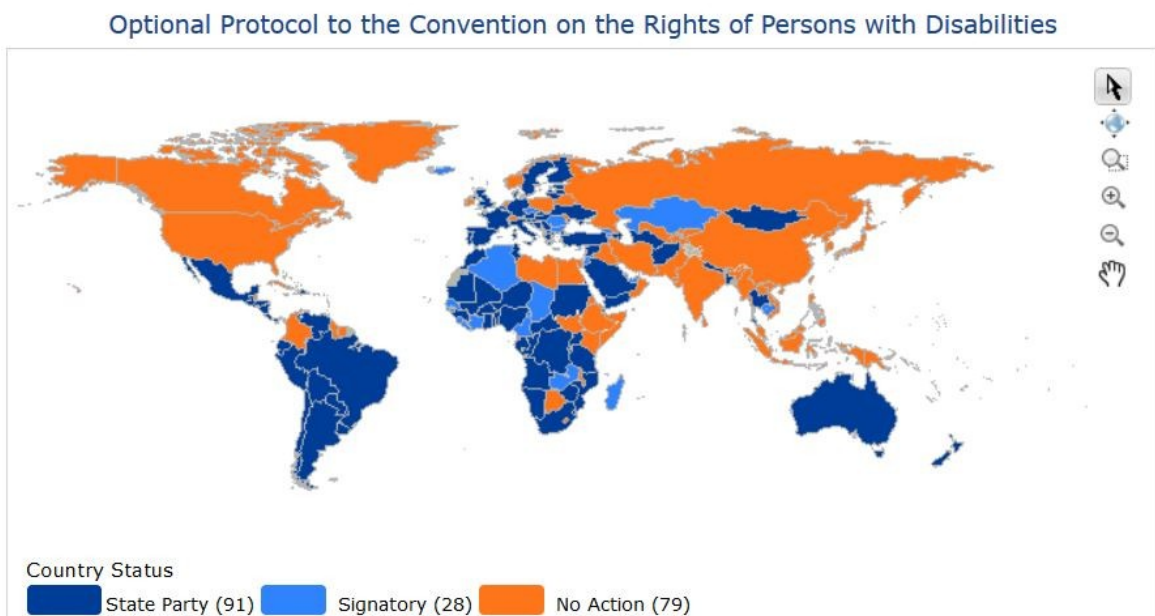 Optional Protocol to the Convention on the Rights of Persons with Disabilities
Country Status
State Party (91) Signatory (28) No Action (79)